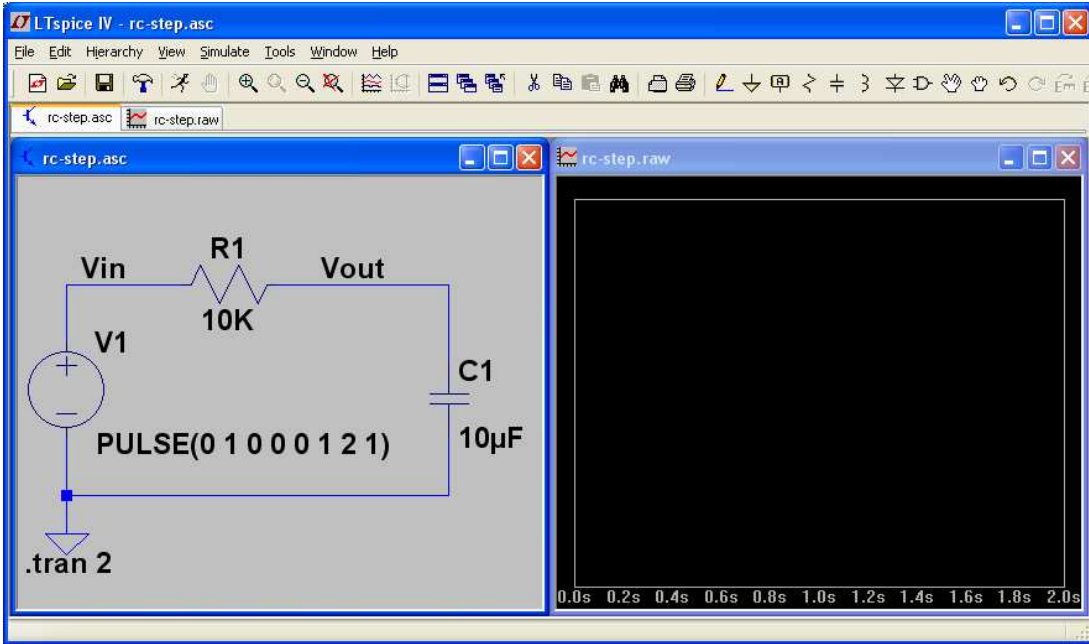 LTspice IV - rc-step.asc
File Edit Hierarchy View Simulate Tools Window Help
rc-step.asc rc-step.raw
rc-step.asc
rc-step.raw
R1
Vin
Vout
10K
V1
C1
PULSE(0 1 0 0 0 1 2 1)
10µF
.tran 2
0.0s 0.2s 0.4s 0.6s 0.8s 1.0s 1.2s 1.4s 1.6s 1.8s 2.0s